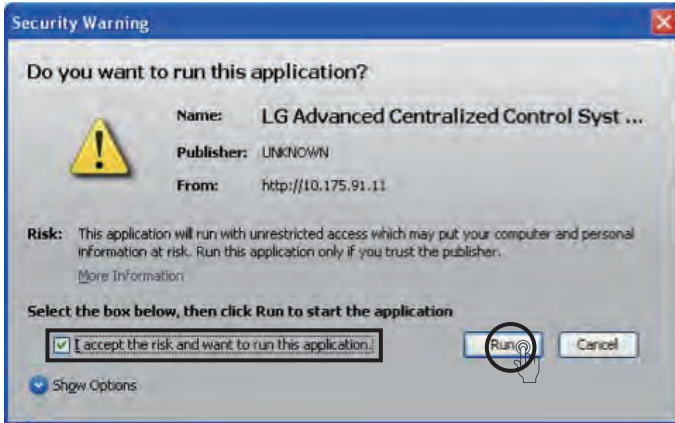 Security Warning
Do you want to run this application?
Name: LG Advanced Centralized Control Syst ...
Publisher: UNKNOWN
From: http://10.175.91.11
Risk: This application will run with unrestricted access which may put your computer and personal
information at risk. Run this application only if you trust the publisher.
More Information
Select the box below, then click Run to start the application
I accept the risk and want to run this application.
Run Cancel
Show Options